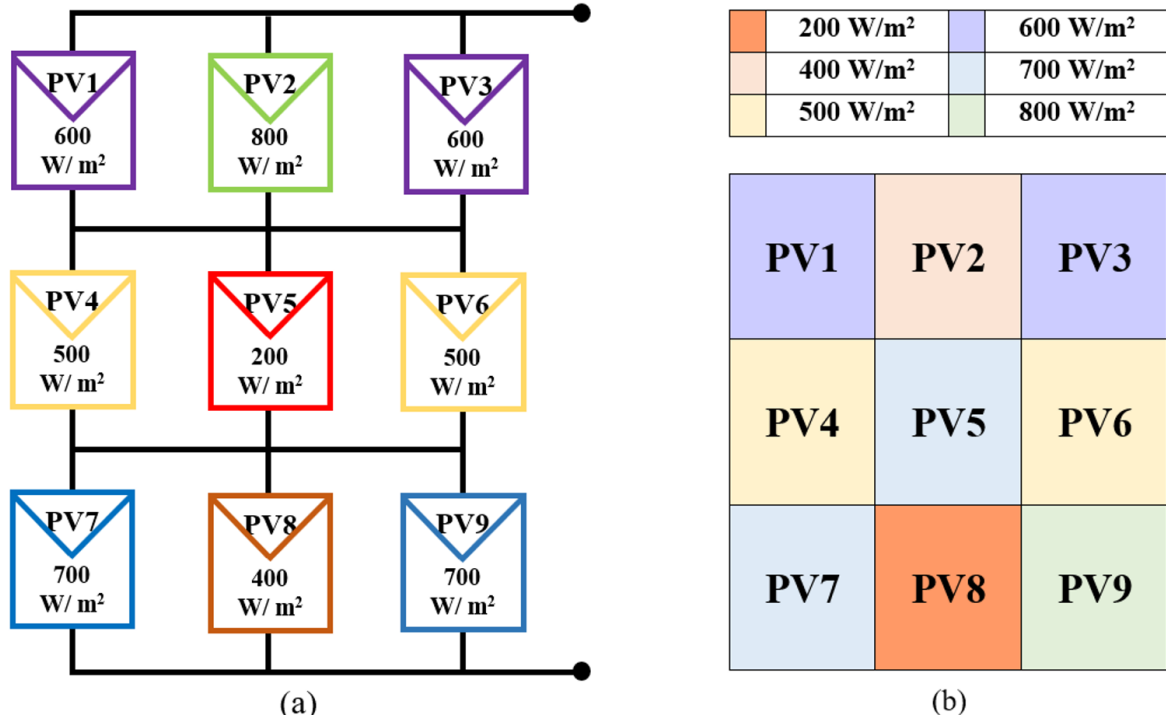 PV1 PV2 PV3
600 800 600
W/ m² W/ m² W/ m²
PV4 PV5 PV6
500 200 500
W/ m² W/ m² W/ m²
PV7 PV8 PV9
700 400 700
W/ m² W/ m² W/ m²
(a)
200 W/m² 600 W/m²
400 W/m² 700 W/m²
500 W/m² 800 W/m²
PV1 PV2 PV3
PV4 PV5 PV6
PV7 PV8 PV9
(b)